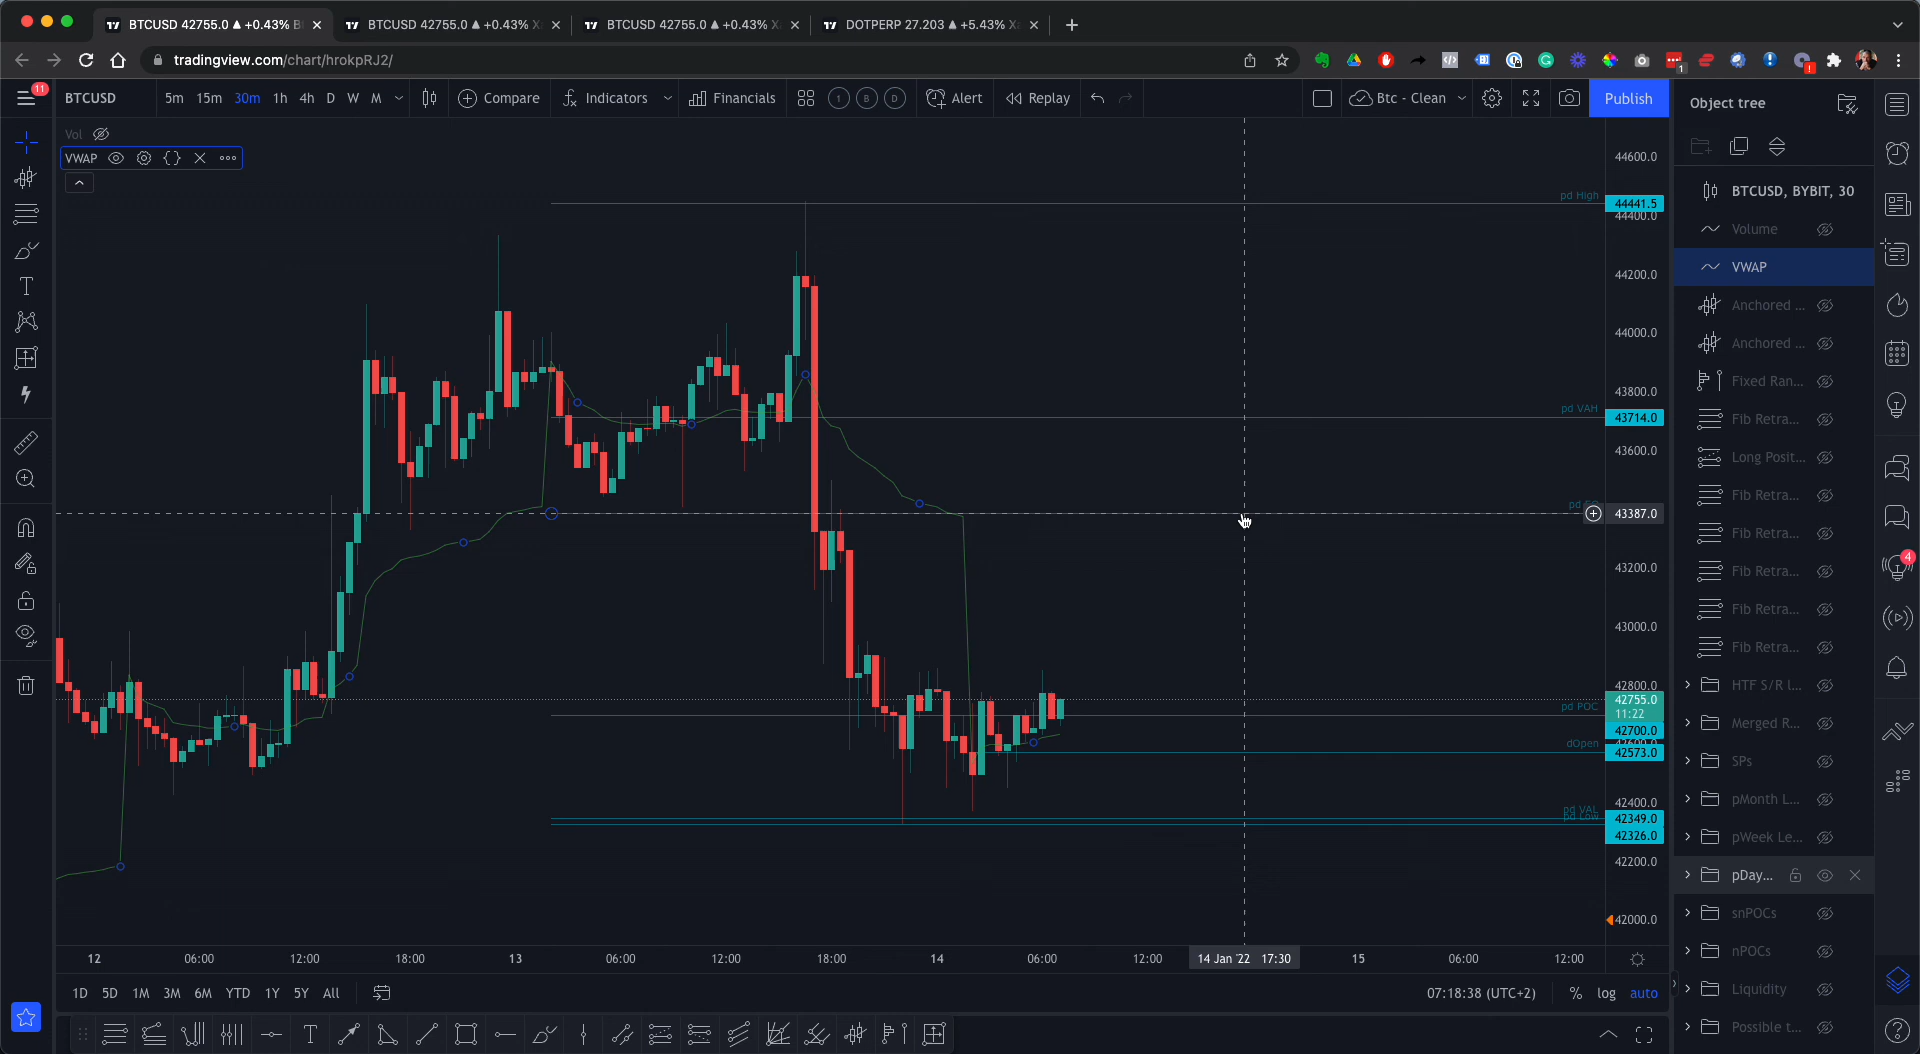 BTCUSD 42755.0 ▲ +0.43% B
BTCUSD 42755.0 ▲ +0.43% X
BTCUSD 42755.0 ▲ +0.43% X
DOTPERP 27.203 ▲ +5.43% X
tradingview.com/chart/hrokpRJ2/
1
11
BTCUSD
5m 15m 30m 1h 4h D W M
Compare
Indicators
Financials
1 B D
Alert
Replay
Btc - Clean
Publish
Vol
VWAP
Object tree
BTCUSD, BYBIT, 30
Volume
VWAP
Anchored ...
Anchored ...
Fixed Ran...
Fib Retra...
Long Posit...
Fib Retra...
Fib Retra...
Fib Retra...
Fib Retra...
Fib Retra...
HTF S/R l...
Merged R...
SPs
pMonth L...
pWeek Le...
pDay...
snPOCs
nPOCs
Liquidity
Possible t...
4
44600.0
pd High
44441.5
44400.0
44200.0
44000.0
43800.0
pd VAH
43714.0
43600.0
43387.0
43200.0
43000.0
42800.0
42755.0
11:22
pd POC
42700.0
dOpen
42573.0
42400.0
pd VAL
pd Low
42349.0
42326.0
42200.0
42000.0
12 06:00 12:00 18:00 13 06:00 12:00 18:00 14 06:00 12:00 14 Jan '22 17:30 15 06:00 12:00
1D 5D 1M 3M 6M YTD 1Y 5Y All
07:18:38 (UTC+2)
% log auto